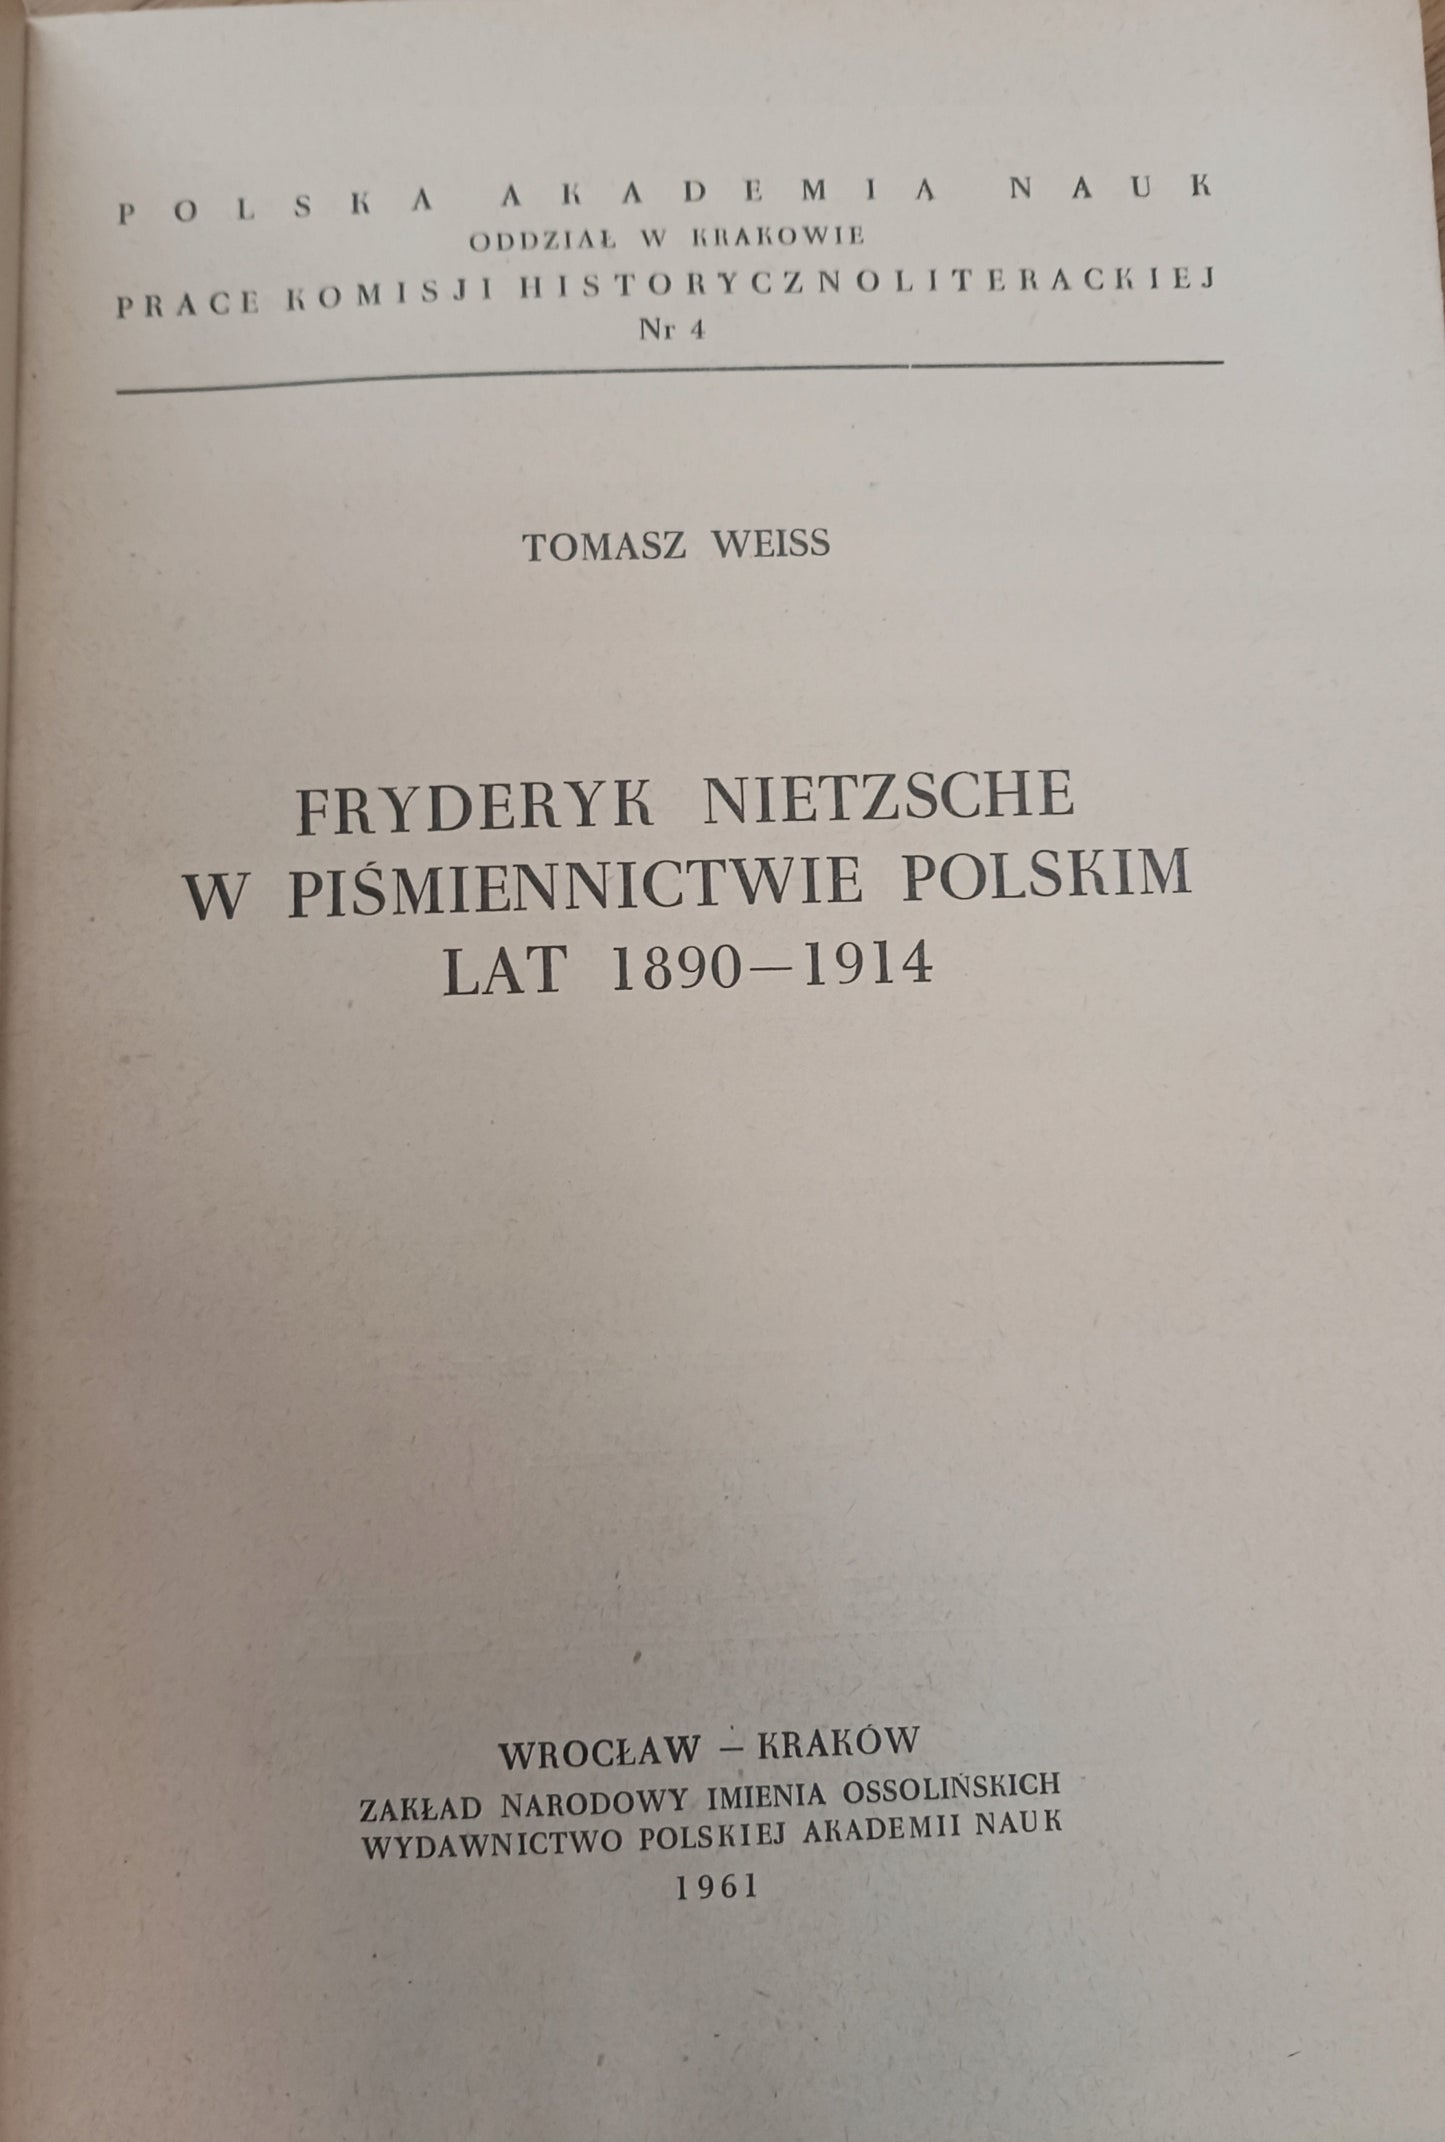 POLSKA AKADEMIA NAUK
ODDZIAŁ W KRAKOWIE
PRACE KOMISJI HISTORYCZNOLITERACKIEJ
Nr 4
TOMASZ WEISS
FRYDERYK NIETZSCHE
W PIŚMIENNICTWIE POLSKIM
LAT 1890—1914
WROCŁAW — KRAKÓW
ZAKŁAD NARODOWY IMIENIA OSSOLIŃSKICH
WYDAWNICTWO POLSKIEJ AKADEMII NAUK
1961